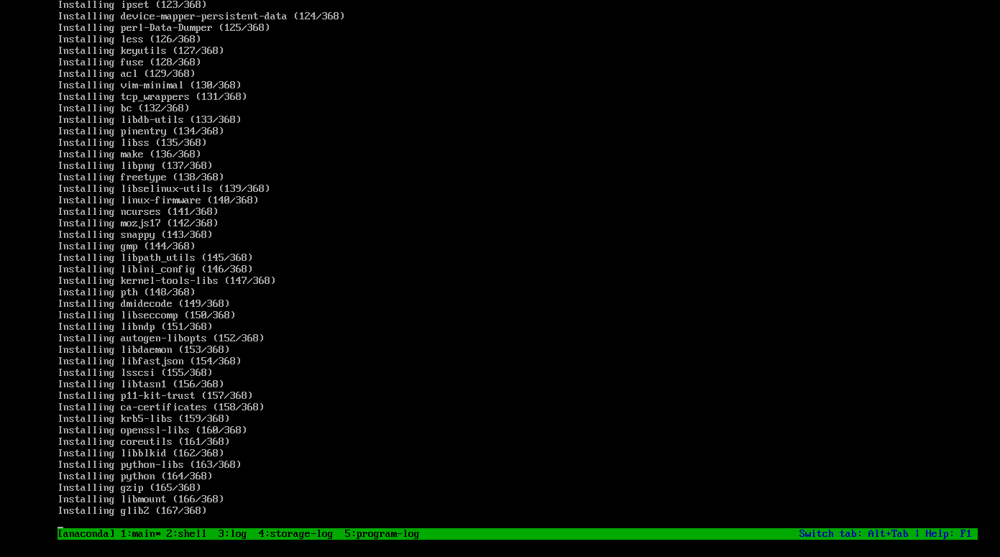 Installing ipset (123/368)
Installing device-mapper-persistent-data (124/368)
Installing perl-Data-Dumper (125/368)
Installing less (126/368)
Installing keyutils (127/368)
Installing fuse (128/368)
Installing acl (129/368)
Installing vim-minimal (130/368)
Installing tcp_wrappers (131/368)
Installing bc (132/368)
Installing libdb-utils (133/368)
Installing pinentry (134/368)
Installing libss (135/368)
Installing make (136/368)
Installing libpng (137/368)
Installing freetype (138/368)
Installing libselinux-utils (139/368)
Installing linux-firmware (140/368)
Installing ncurses (141/368)
Installing mozjs17 (142/368)
Installing snappy (143/368)
Installing gmp (144/368)
Installing libpath_utils (145/368)
Installing libini_config (146/368)
Installing kernel-tools-libs (147/368)
Installing pth (148/368)
Installing dmidecode (149/368)
Installing libseccomp (150/368)
Installing libndp (151/368)
Installing autogen-libopts (152/368)
Installing libdaemon (153/368)
Installing libfastjson (154/368)
Installing lsscsi (155/368)
Installing libtasn1 (156/368)
Installing p11-kit-trust (157/368)
Installing ca-certificates (158/368)
Installing krb5-libs (159/368)
Installing openssl-libs (160/368)
Installing coreutils (161/368)
Installing libblkid (162/368)
Installing python-libs (163/368)
Installing python (164/368)
Installing gzip (165/368)
Installing libmount (166/368)
Installing glib2 (167/368)
[anaconda] 1:main* 2:shell  3:log  4:storage-log  5:program-log Switch tab: Alt+Tab | Help: F1